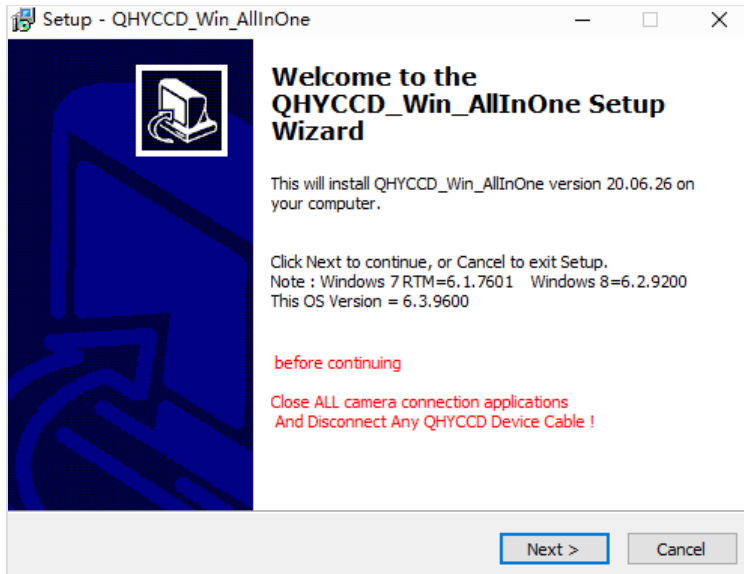 Setup - QHYCCD_Win_AllInOne
Welcome to the
QHYCCD_Win_AllInOne Setup
Wizard
This will install QHYCCD_Win_AllInOne version 20.06.26 on
your computer.
Click Next to continue, or Cancel to exit Setup.
Note : Windows 7 RTM=6.1.7601    Windows 8=6.2.9200
This OS Version = 6.3.9600
before continuing
Close ALL camera connection applications
And Disconnect Any QHYCCD Device Cable !
Next >
Cancel